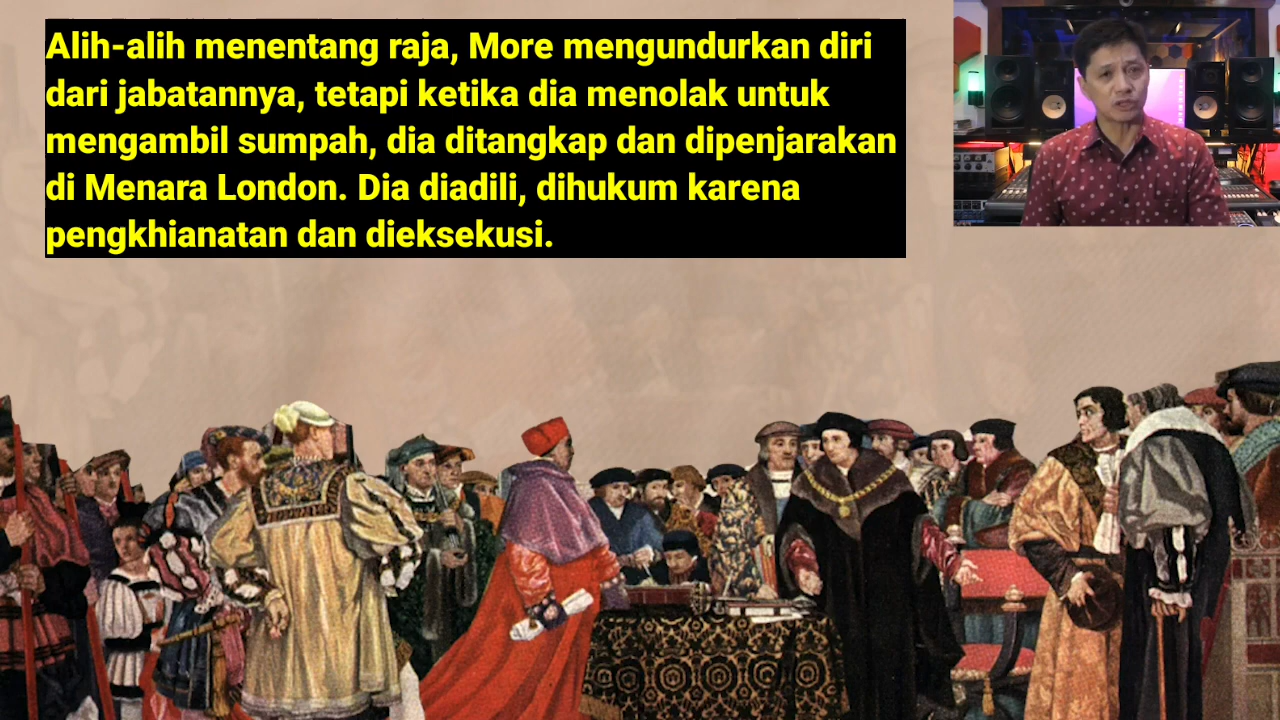 Alih-alih menentang raja, More mengundurkan diri
dari jabatannya, tetapi ketika dia menolak untuk
mengambil sumpah, dia ditangkap dan dipenjarakan
di Menara London. Dia diadili, dihukum karena
pengkhianatan dan dieksekusi.